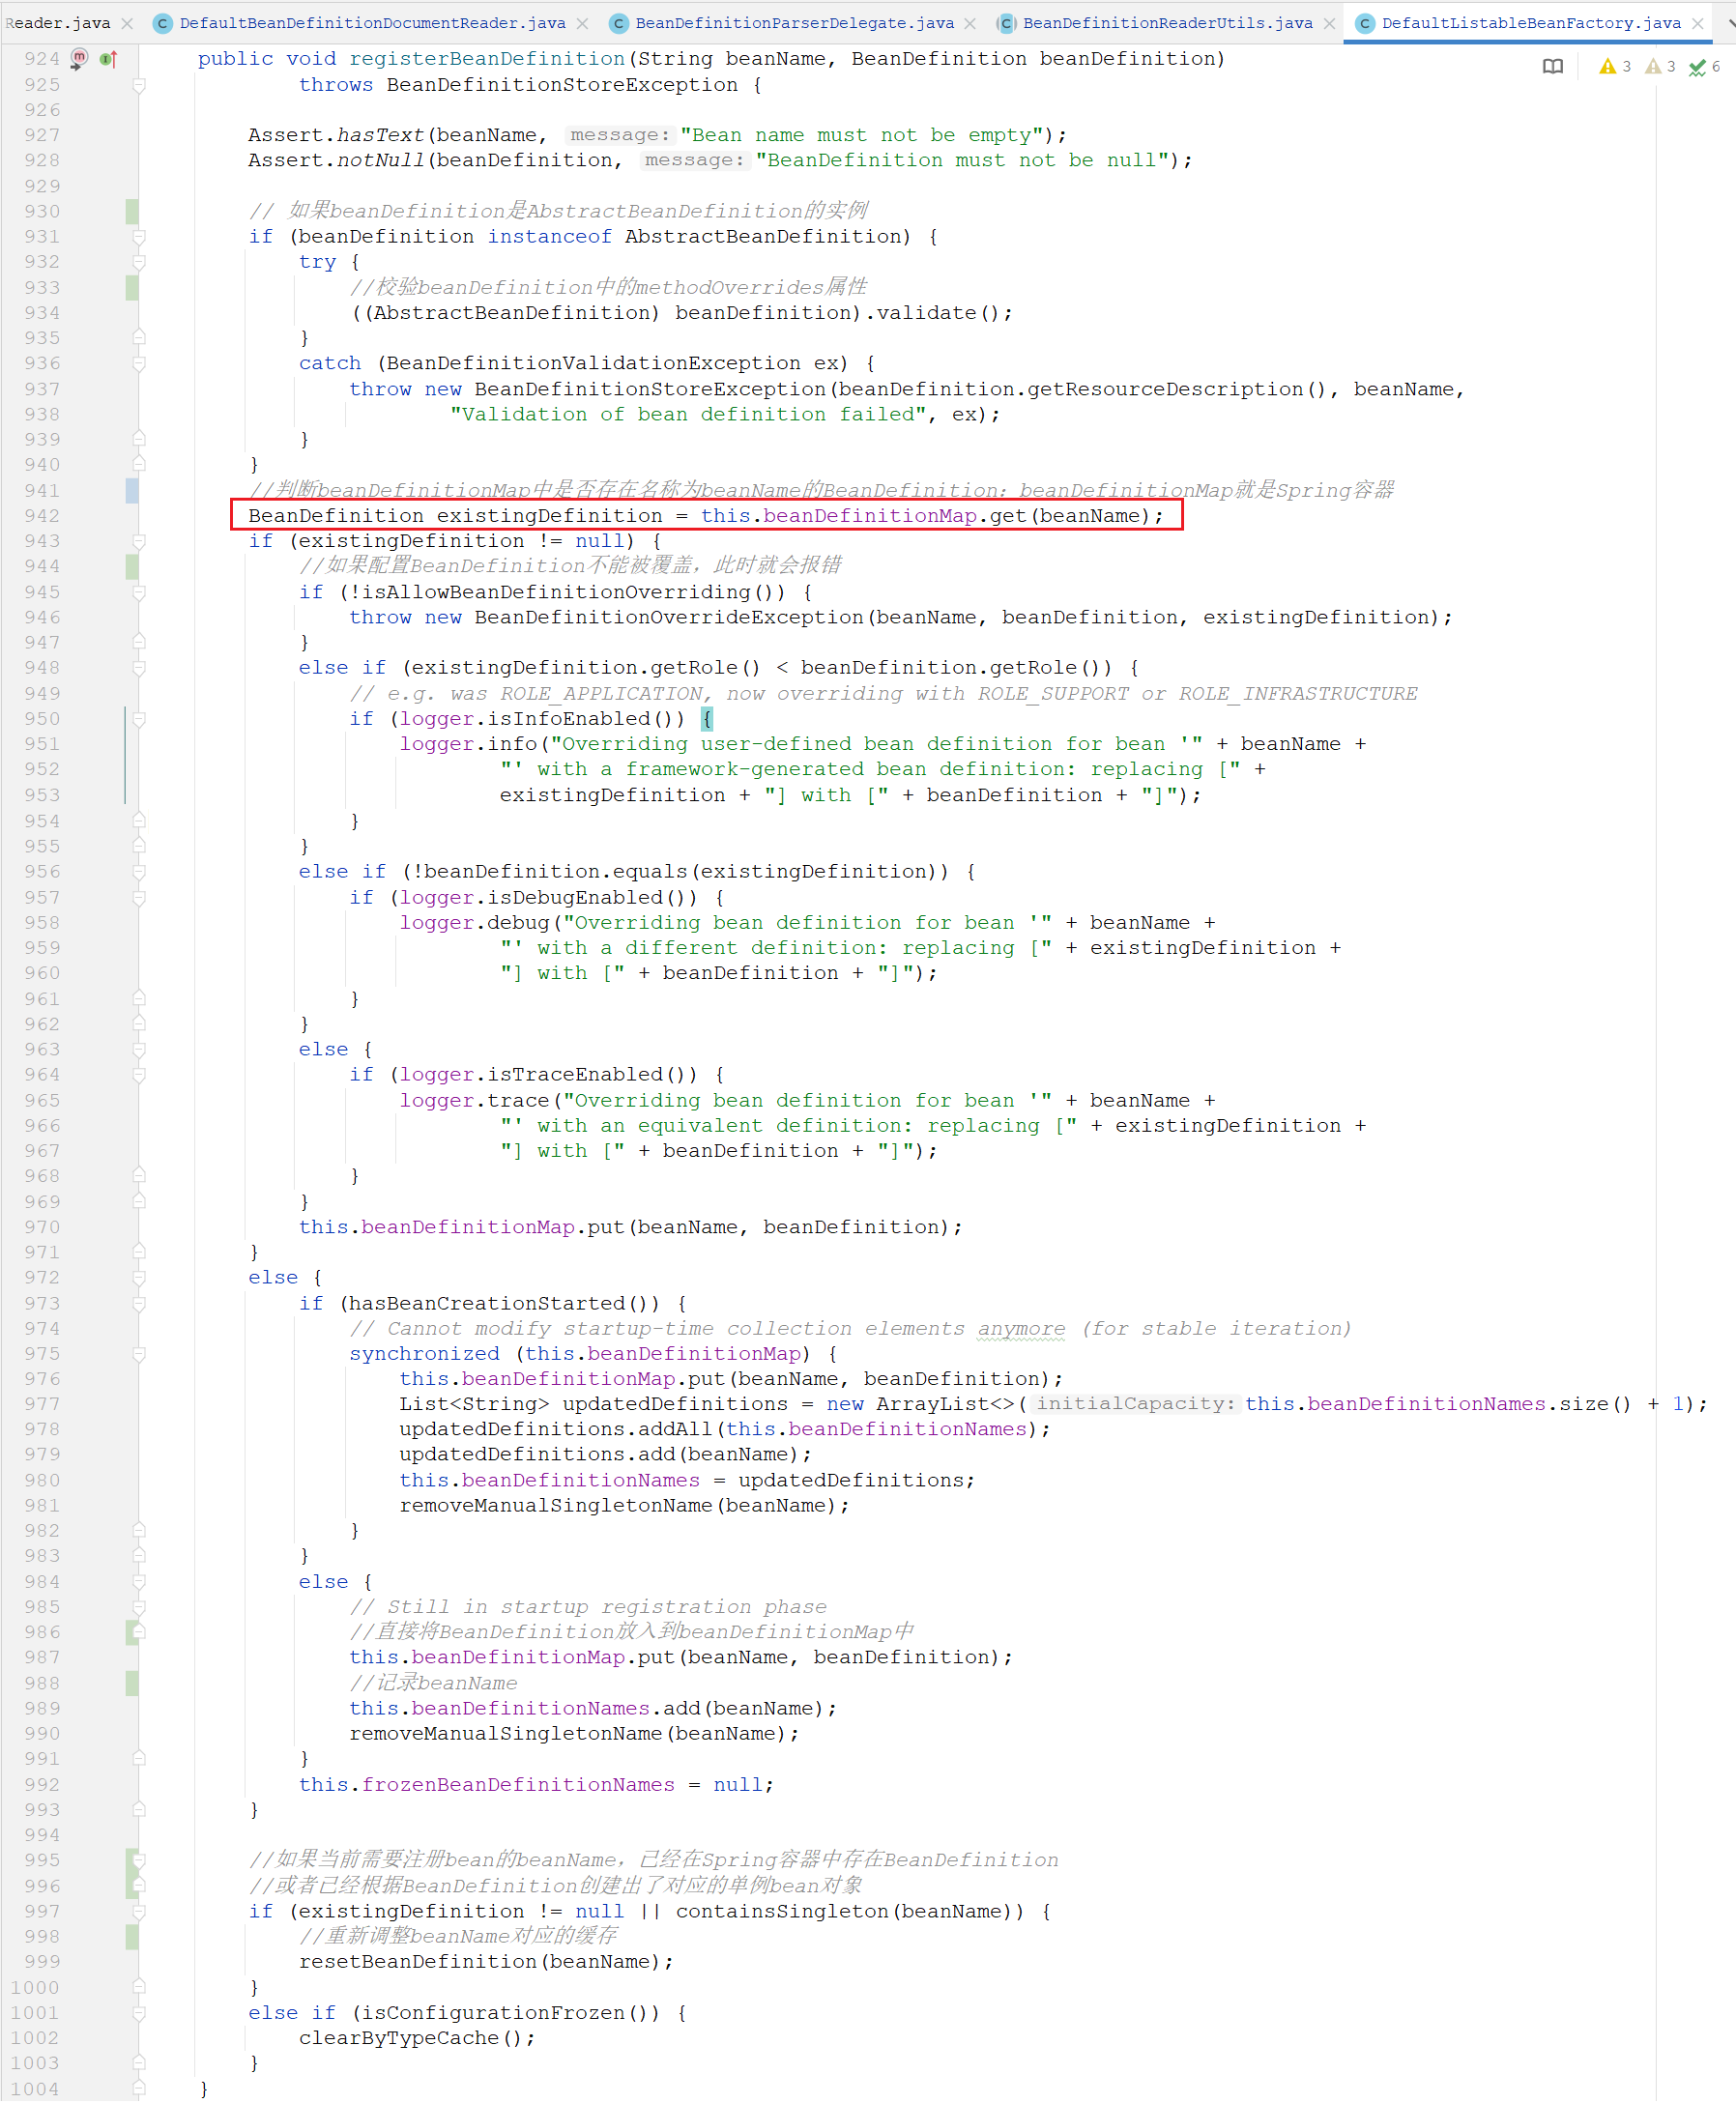 Reader.java DefaultBeanDefinitionDocumentReader.java BeanDefinitionParserDelegate.java BeanDefinitionReaderUtils.java DefaultListableBeanFactory.java
3 3 6
924 public void registerBeanDefinition(String beanName, BeanDefinition beanDefinition)
925 throws BeanDefinitionStoreException {
926
927 Assert.hasText(beanName, message: "Bean name must not be empty");
928 Assert.notNull(beanDefinition, message: "BeanDefinition must not be null");
929
930 // 如果beanDefinition是AbstractBeanDefinition的实例
931 if (beanDefinition instanceof AbstractBeanDefinition) {
932 try {
933 //校验beanDefinition中的methodOverrides属性
934 ((AbstractBeanDefinition) beanDefinition).validate();
935 }
936 catch (BeanDefinitionValidationException ex) {
937 throw new BeanDefinitionStoreException(beanDefinition.getResourceDescription(), beanName,
938 "Validation of bean definition failed", ex);
939 }
940 }
941 //判断beanDefinitionMap中是否存在名称为beanName的BeanDefinition：beanDefinitionMap就是Spring容器
942 BeanDefinition existingDefinition = this.beanDefinitionMap.get(beanName);
943 if (existingDefinition != null) {
944 //如果配置BeanDefinition不能被覆盖，此时就会报错
945 if (!isAllowBeanDefinitionOverriding()) {
946 throw new BeanDefinitionOverrideException(beanName, beanDefinition, existingDefinition);
947 }
948 else if (existingDefinition.getRole() < beanDefinition.getRole()) {
949 // e.g. was ROLE_APPLICATION, now overriding with ROLE_SUPPORT or ROLE_INFRASTRUCTURE
950 if (logger.isInfoEnabled()) {
951 logger.info("Overriding user-defined bean definition for bean '" + beanName +
952 "' with a framework-generated bean definition: replacing [" +
953 existingDefinition + "] with [" + beanDefinition + "]");
954 }
955 }
956 else if (!beanDefinition.equals(existingDefinition)) {
957 if (logger.isDebugEnabled()) {
958 logger.debug("Overriding bean definition for bean '" + beanName +
959 "' with a different definition: replacing [" + existingDefinition +
960 "] with [" + beanDefinition + "]");
961 }
962 }
963 else {
964 if (logger.isTraceEnabled()) {
965 logger.trace("Overriding bean definition for bean '" + beanName +
966 "' with an equivalent definition: replacing [" + existingDefinition +
967 "] with [" + beanDefinition + "]");
968 }
969 }
970 this.beanDefinitionMap.put(beanName, beanDefinition);
971 }
972 else {
973 if (hasBeanCreationStarted()) {
974 // Cannot modify startup-time collection elements anymore (for stable iteration)
975 synchronized (this.beanDefinitionMap) {
976 this.beanDefinitionMap.put(beanName, beanDefinition);
977 List<String> updatedDefinitions = new ArrayList<>( initialCapacity: this.beanDefinitionNames.size() + 1);
978 updatedDefinitions.addAll(this.beanDefinitionNames);
979 updatedDefinitions.add(beanName);
980 this.beanDefinitionNames = updatedDefinitions;
981 removeManualSingletonName(beanName);
982 }
983 }
984 else {
985 // Still in startup registration phase
986 //直接将BeanDefinition放入到beanDefinitionMap中
987 this.beanDefinitionMap.put(beanName, beanDefinition);
988 //记录beanName
989 this.beanDefinitionNames.add(beanName);
990 removeManualSingletonName(beanName);
991 }
992 this.frozenBeanDefinitionNames = null;
993 }
994
995 //如果当前需要注册bean的beanName，已经在Spring容器中存在BeanDefinition
996 //或者已经根据BeanDefinition创建出了对应的单例bean对象
997 if (existingDefinition != null || containsSingleton(beanName)) {
998 //重新调整beanName对应的缓存
999 resetBeanDefinition(beanName);
1000 }
1001 else if (isConfigurationFrozen()) {
1002 clearByTypeCache();
1003 }
1004 }